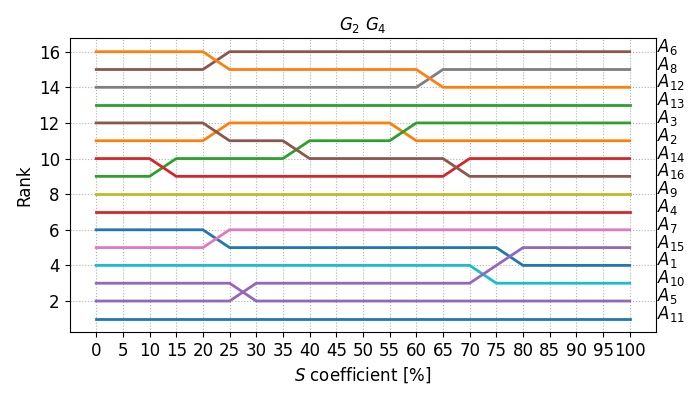 G₂ G₄
Rank
16
14
12
10
8
6
4
2
A₆
A₈
A₁₂
A₁₃
A₃
A₂
A₁₄
A₁₆
A₉
A₄
A₇
A₁₅
A₁
A₁₀
A₅
A₁₁
0 5 10 15 20 25 30 35 40 45 50 55 60 65 70 75 80 85 90 95 100
S coefficient [%]